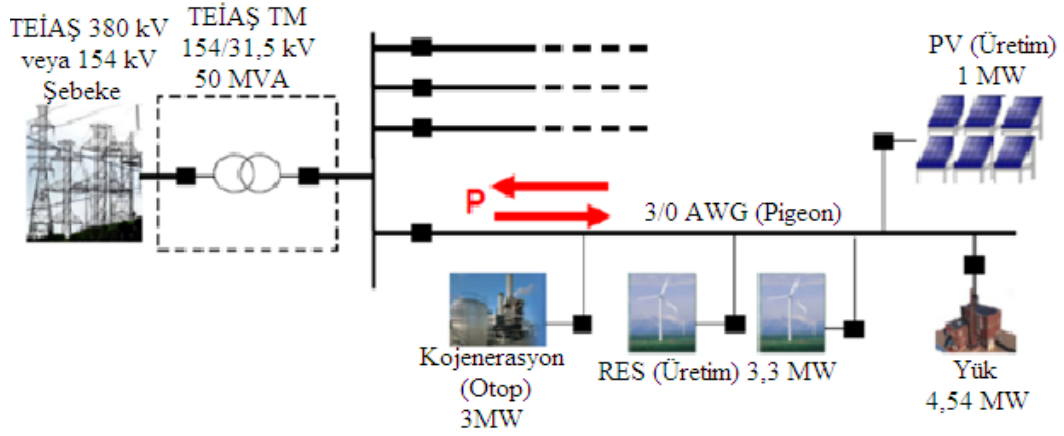 TEİAŞ 380 kV
veya 154 kV
Şebeke
TEİAŞ TM
154/31,5 kV
50 MVA
PV (Üretim)
1 MW
P
3/0 AWG (Pigeon)
Kojenerasyon
(Otop)
3MW
RES (Üretim) 3,3 MW
Yük
4,54 MW